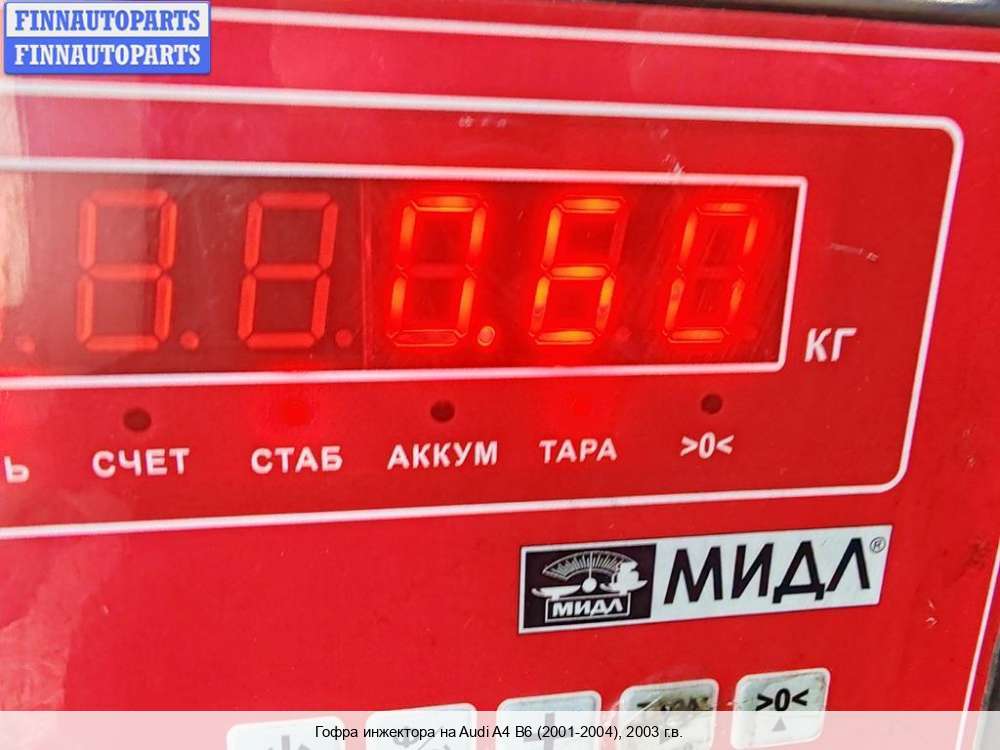 FINNAUTOPARTS
FINNAUTOPARTS
0.60
КГ
СЧЕТ СТАБ АККУМ ТАРА >0<
МИДЛ МИДЛ®
>0<
Гофра инжектора на Audi A4 B6 (2001-2004), 2003 г.в.